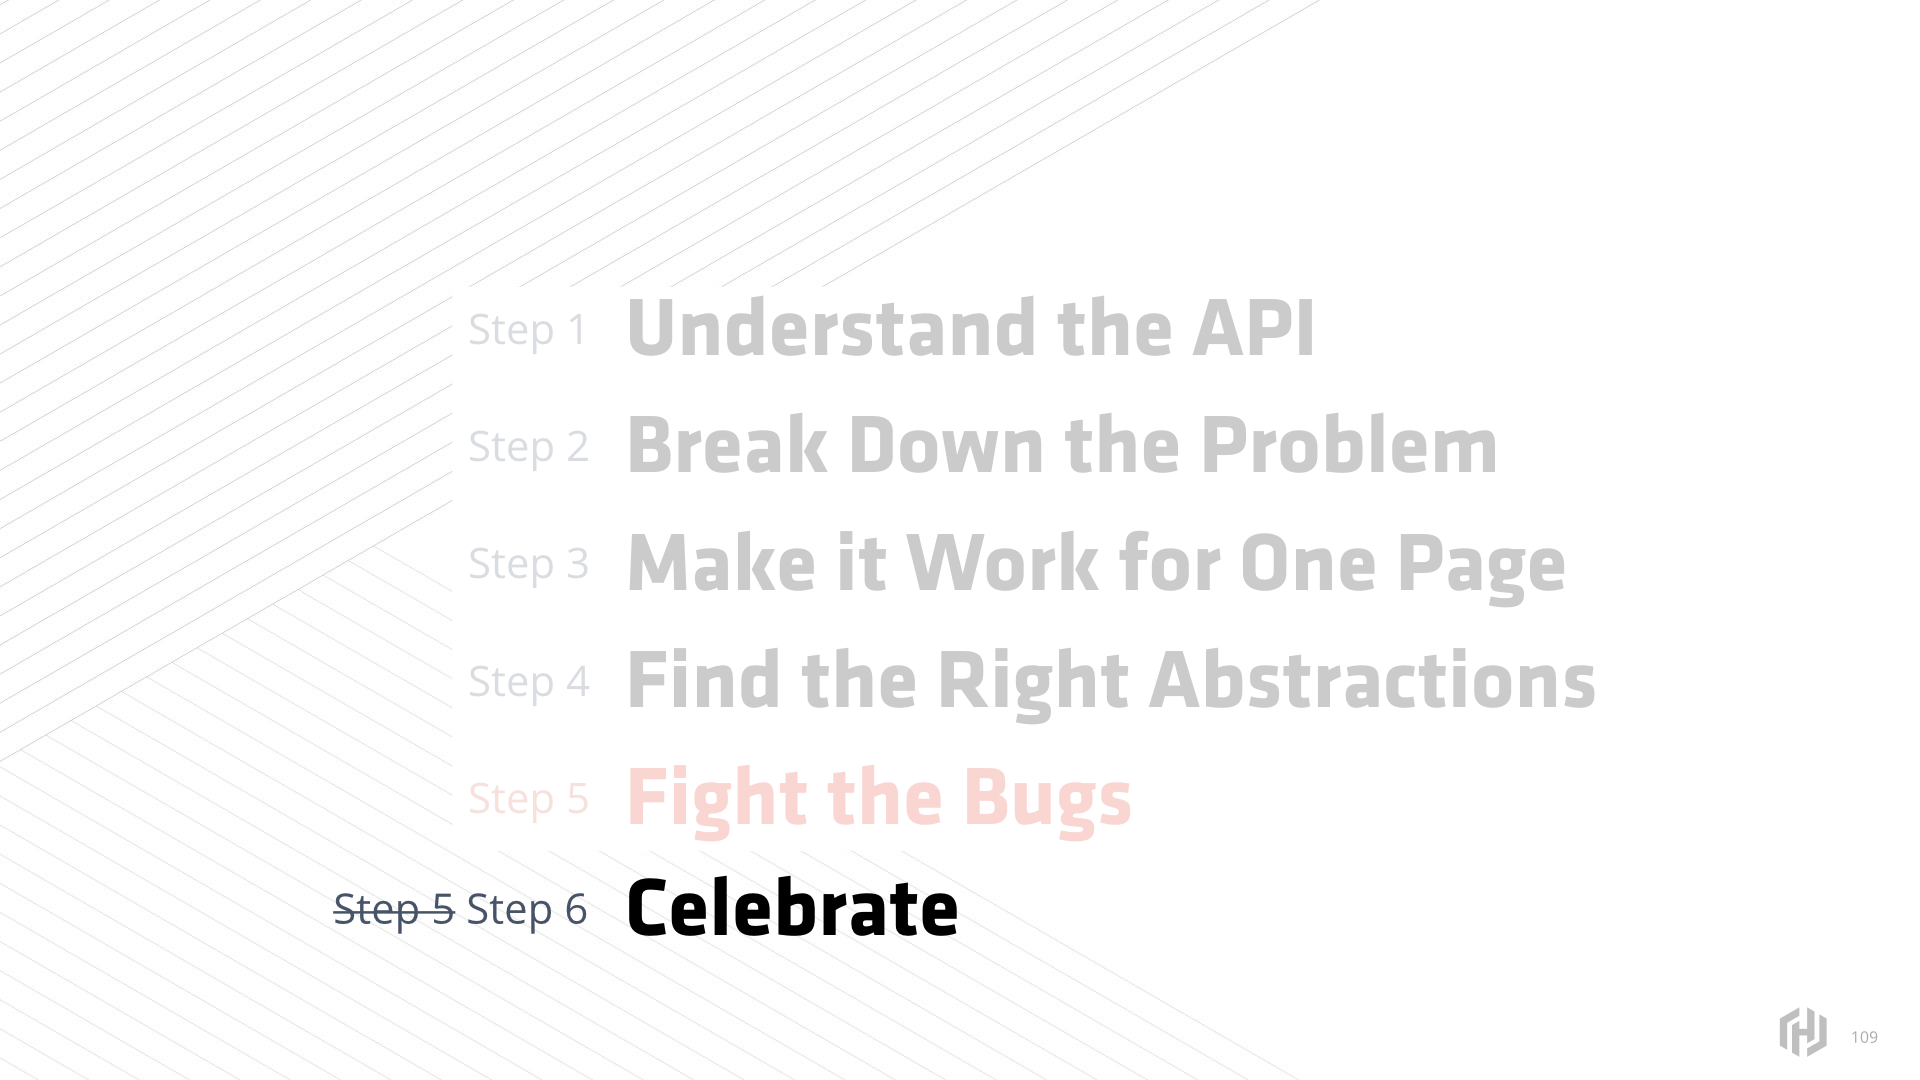 Step 1 Understand the API
Step 2 Break Down the Problem
Step 3 Make it Work for One Page
Step 4 Find the Right Abstractions
Step 5 Fight the Bugs
Step 5 Step 6 Celebrate
109